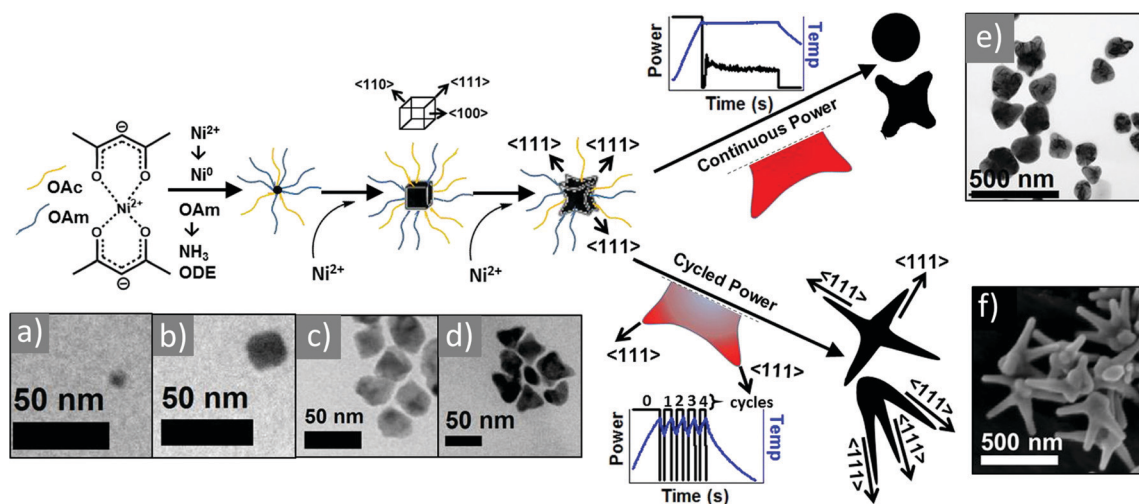 OAc
OAm
O
O
Ni2+
O
O
Ni2+
Ni0
OAm
NH3
ODE
<110>
<111>
<100>
Ni2+
Ni2+
<111>
<111>
<111>
Power
Temp
Time (s)
Continuous Power
Cycled Power
<111>
<111>
<111>
<111>
0 1 2 3 4 cycles
Power
Temp
Time (s)
<111>
<111>
<111>
a)
50 nm
b)
50 nm
c)
50 nm
d)
50 nm
e)
500 nm
f)
500 nm